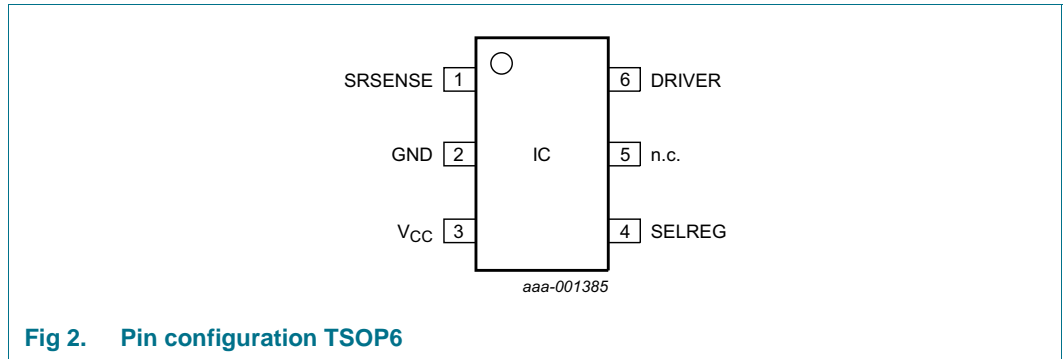 SRSENSE 1 6 DRIVER
GND 2 IC 5 n.c.
VCC 3 4 SELREG
aaa-001385
Fig 2. Pin configuration TSOP6